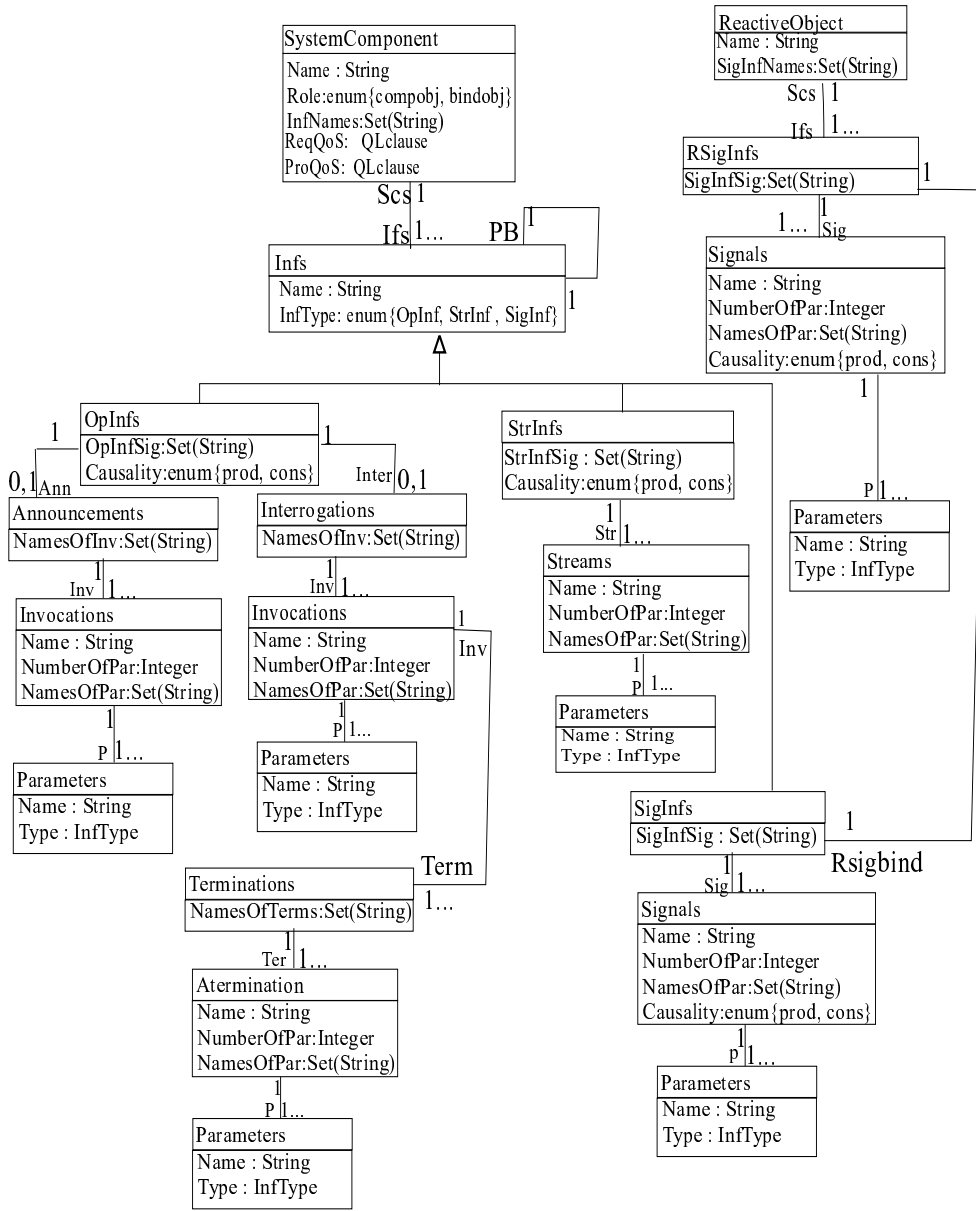 SystemComponent
Name : String
Role:enum{compobj, bindobj}
InfNames:Set(String)
ReqQoS: QLclause
ProQoS: QLclause
Scs 1
Ifs 1...
PB 1
1
Infs
Name : String
InfType: enum{OpInf, StrInf , SigInf}
ReactiveObject
Name : String
SigInfNames:Set(String)
Scs 1
Ifs 1...
RSigInfs
SigInfSig:Set(String)
1
1
1... Sig
Signals
Name : String
NumberOfPar:Integer
NamesOfPar:Set(String)
Causality:enum{prod, cons}
1
P 1...
Parameters
Name : String
Type : InfType
OpInfs
OpInfSig:Set(String)
Causality:enum{prod, cons}
1
0,1 Ann
1
Inter 0,1
Announcements
NamesOfInv:Set(String)
1
Inv 1...
Invocations
Name : String
NumberOfPar:Integer
NamesOfPar:Set(String)
1
P 1...
Parameters
Name : String
Type : InfType
Interrogations
NamesOfInv:Set(String)
1
Inv 1...
Invocations
Name : String
NumberOfPar:Integer
NamesOfPar:Set(String)
1
Inv
1
P 1...
Parameters
Name : String
Type : InfType
Term
1...
Terminations
NamesOfTerms:Set(String)
1
Ter 1...
Atermination
Name : String
NumberOfPar:Integer
NamesOfPar:Set(String)
1
P 1...
Parameters
Name : String
Type : InfType
StrInfs
StrInfSig : Set(String)
Causality:enum{prod, cons}
1
Str 1...
Streams
Name : String
NumberOfPar:Integer
NamesOfPar:Set(String)
1
P 1...
Parameters
Name : String
Type : InfType
SigInfs
SigInfSig : Set(String)
1
Rsigbind
1
Sig 1...
Signals
Name : String
NumberOfPar:Integer
NamesOfPar:Set(String)
Causality:enum{prod, cons}
1
p 1...
Parameters
Name : String
Type : InfType